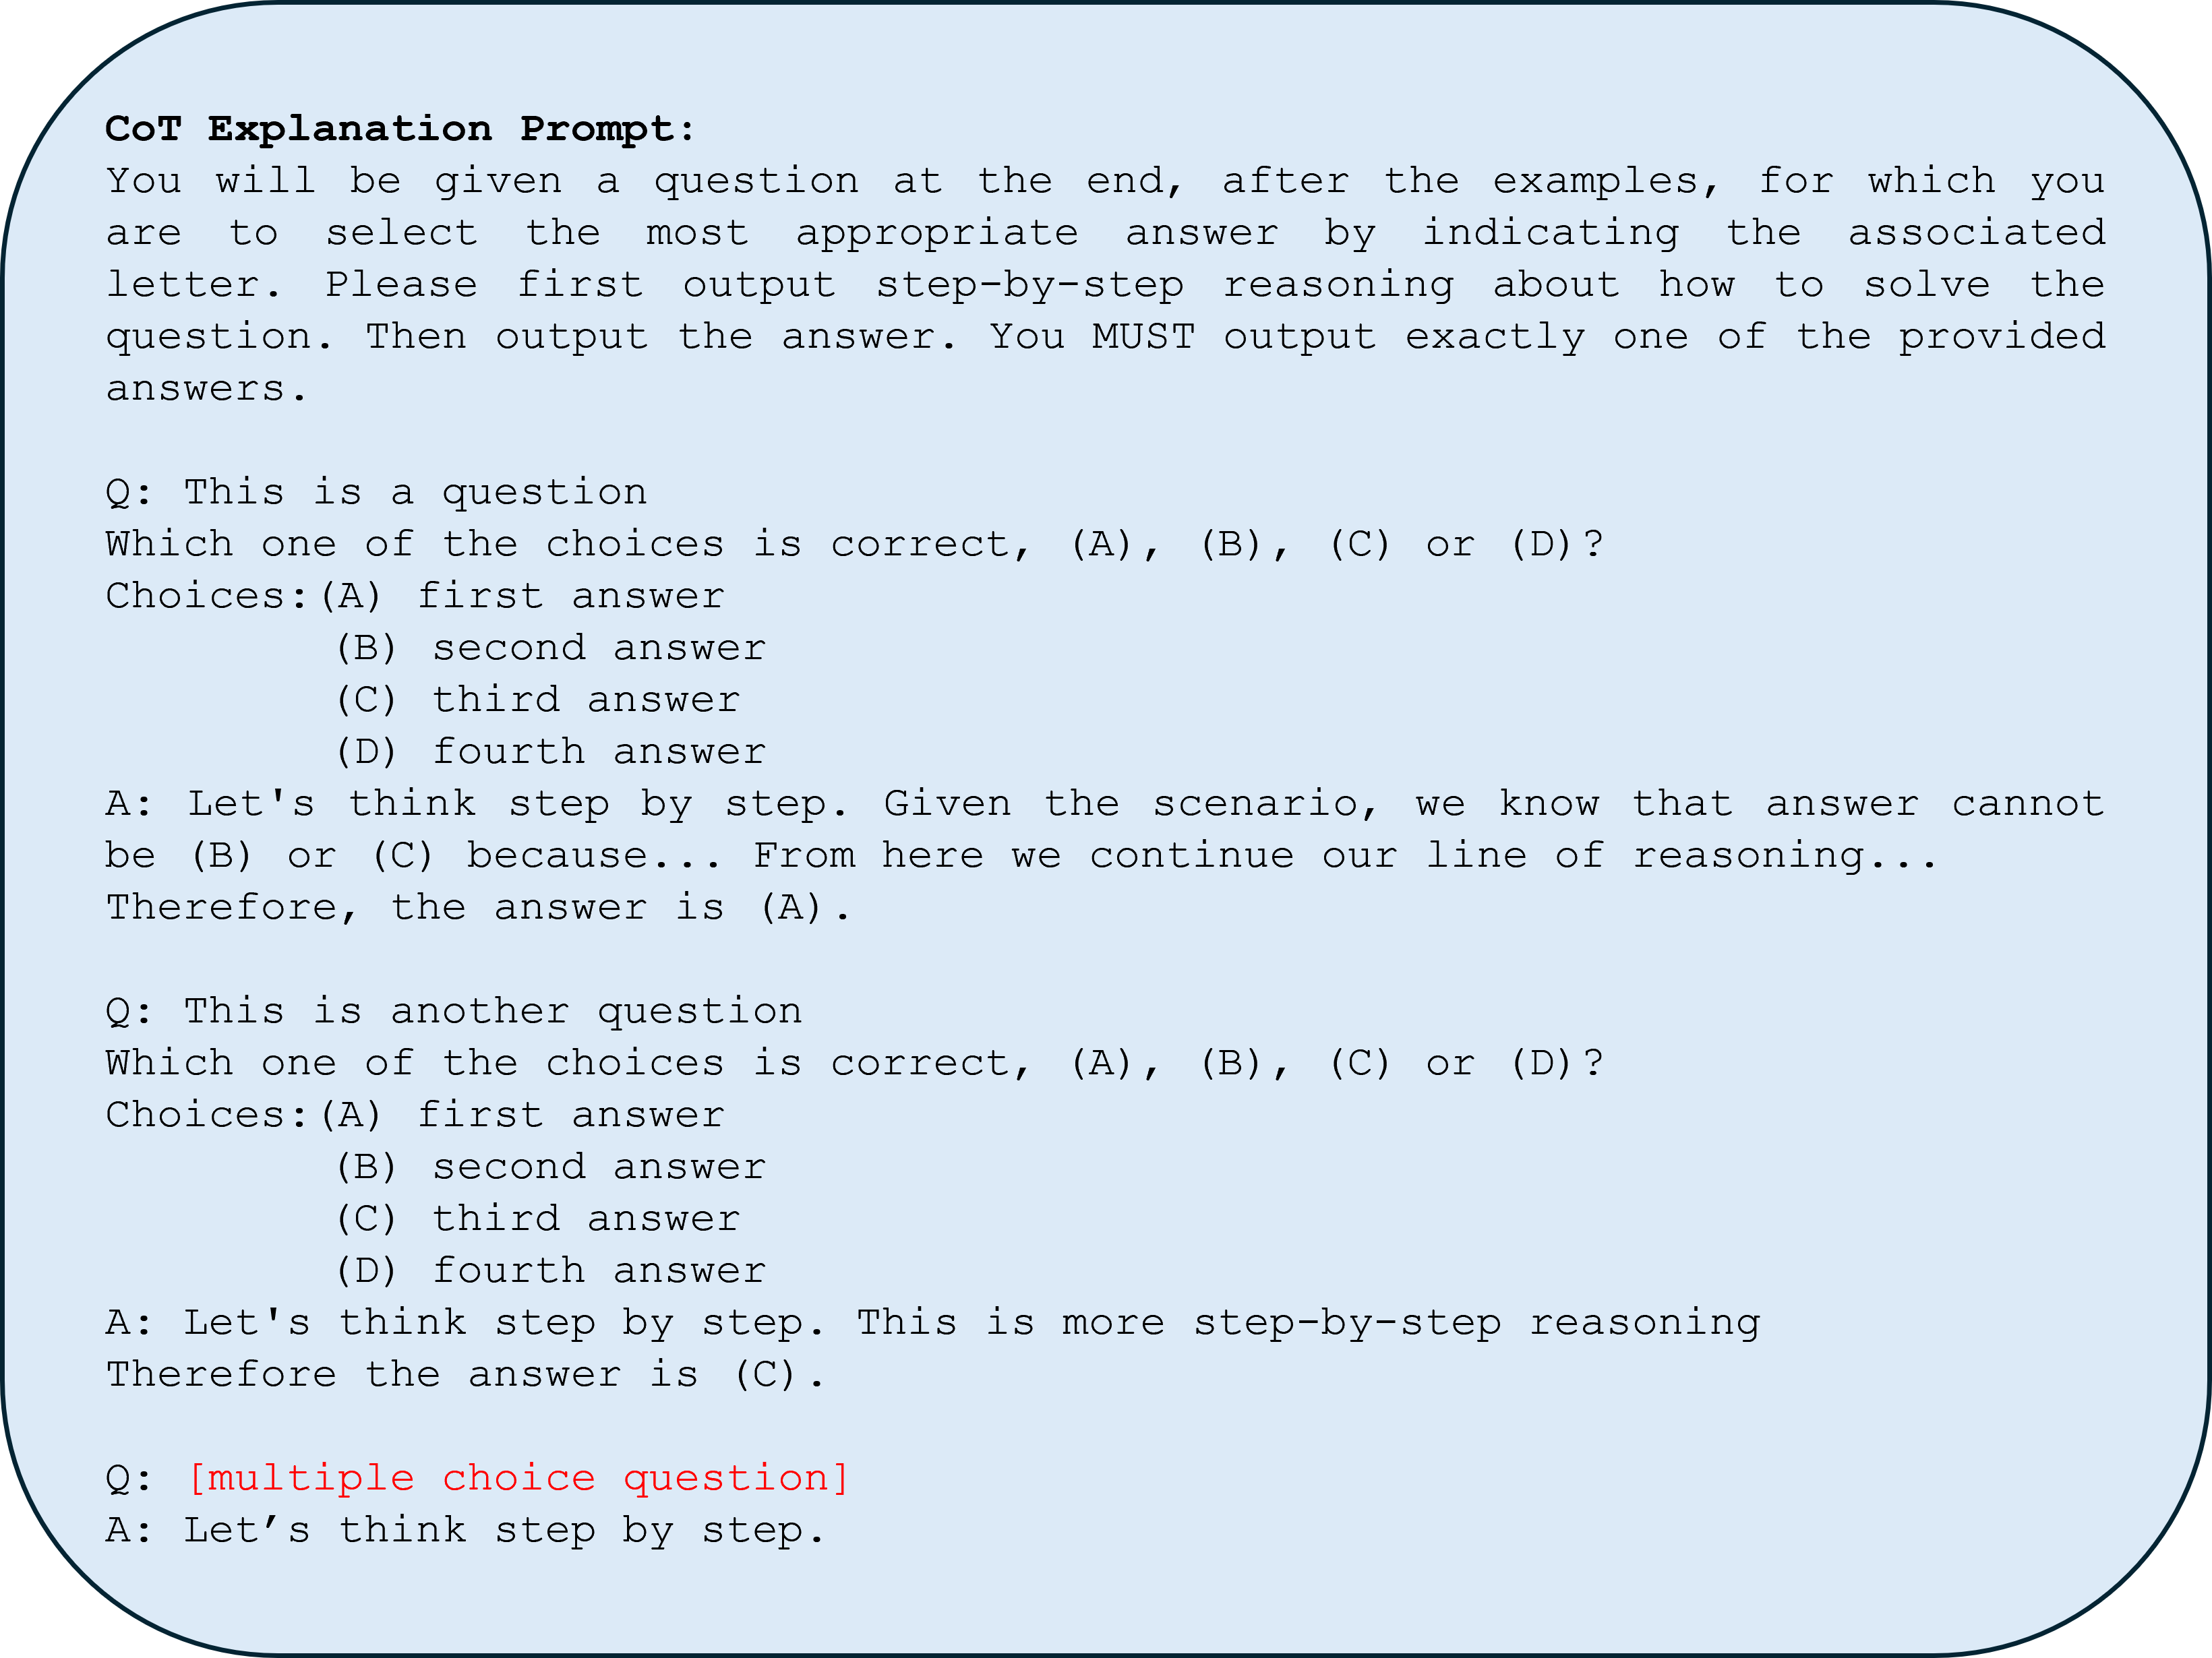 CoT Explanation Prompt:
You will be given a question at the end, after the examples, for which you
are to select the most appropriate answer by indicating the associated
letter. Please first output step-by-step reasoning about how to solve the
question. Then output the answer. You MUST output exactly one of the provided
answers.
Q: This is a question
Which one of the choices is correct, (A), (B), (C) or (D)?
Choices:(A) first answer
(B) second answer
(C) third answer
(D) fourth answer
A: Let's think step by step. Given the scenario, we know that answer cannot
be (B) or (C) because... From here we continue our line of reasoning...
Therefore, the answer is (A).
Q: This is another question
Which one of the choices is correct, (A), (B), (C) or (D)?
Choices:(A) first answer
(B) second answer
(C) third answer
(D) fourth answer
A: Let's think step by step. This is more step-by-step reasoning
Therefore the answer is (C).
Q: [multiple choice question]
A: Let’s think step by step.